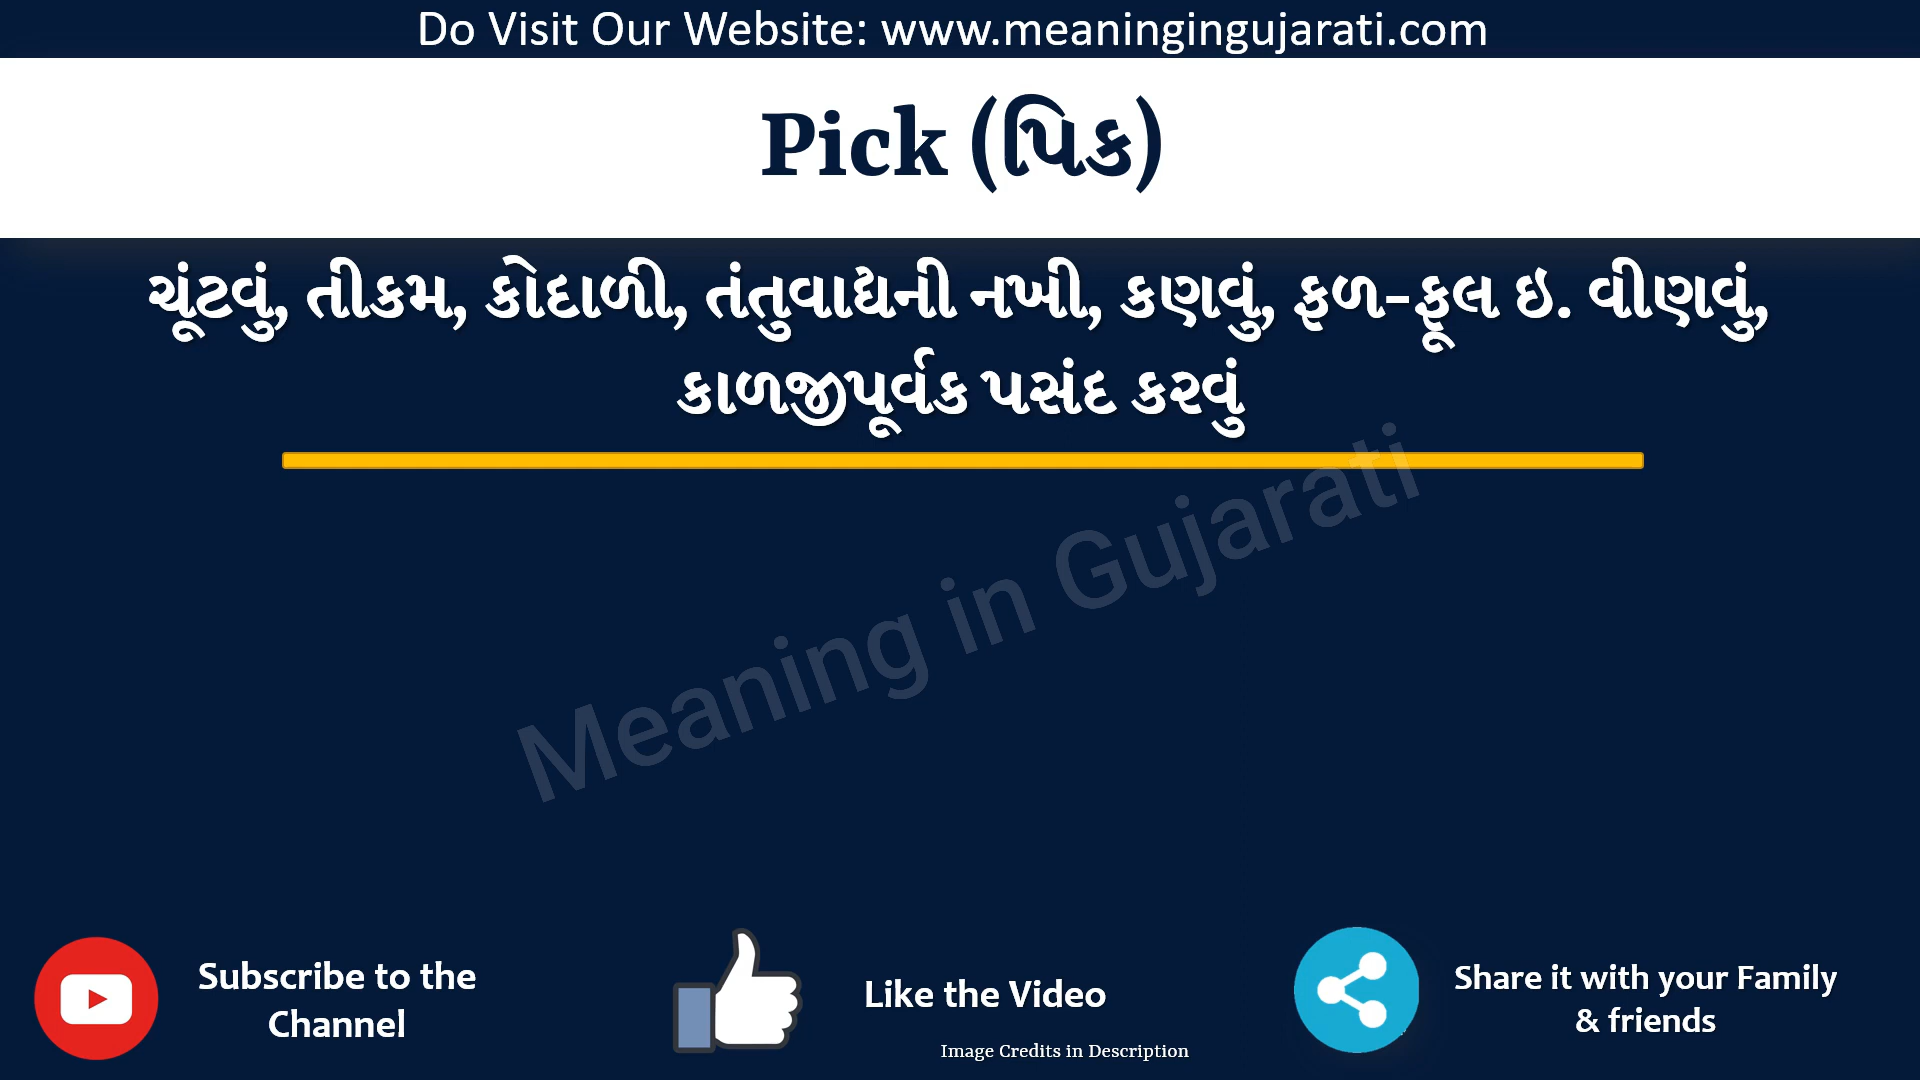 Do Visit Our Website: www.meaningingujarati.com
Pick (પિક)
ચૂંટવું, તીકમ, કોદાળી, તંતુવાદ્યની નખી, કણવું, ફળ-ફૂલ ઇ. વીણવું,
કાળજીપૂર્વક પસંદ કરવું
Meaning in Gujarati
Subscribe to the
Channel
Like the Video
Share it with your Family
& friends
Image Credits in Description